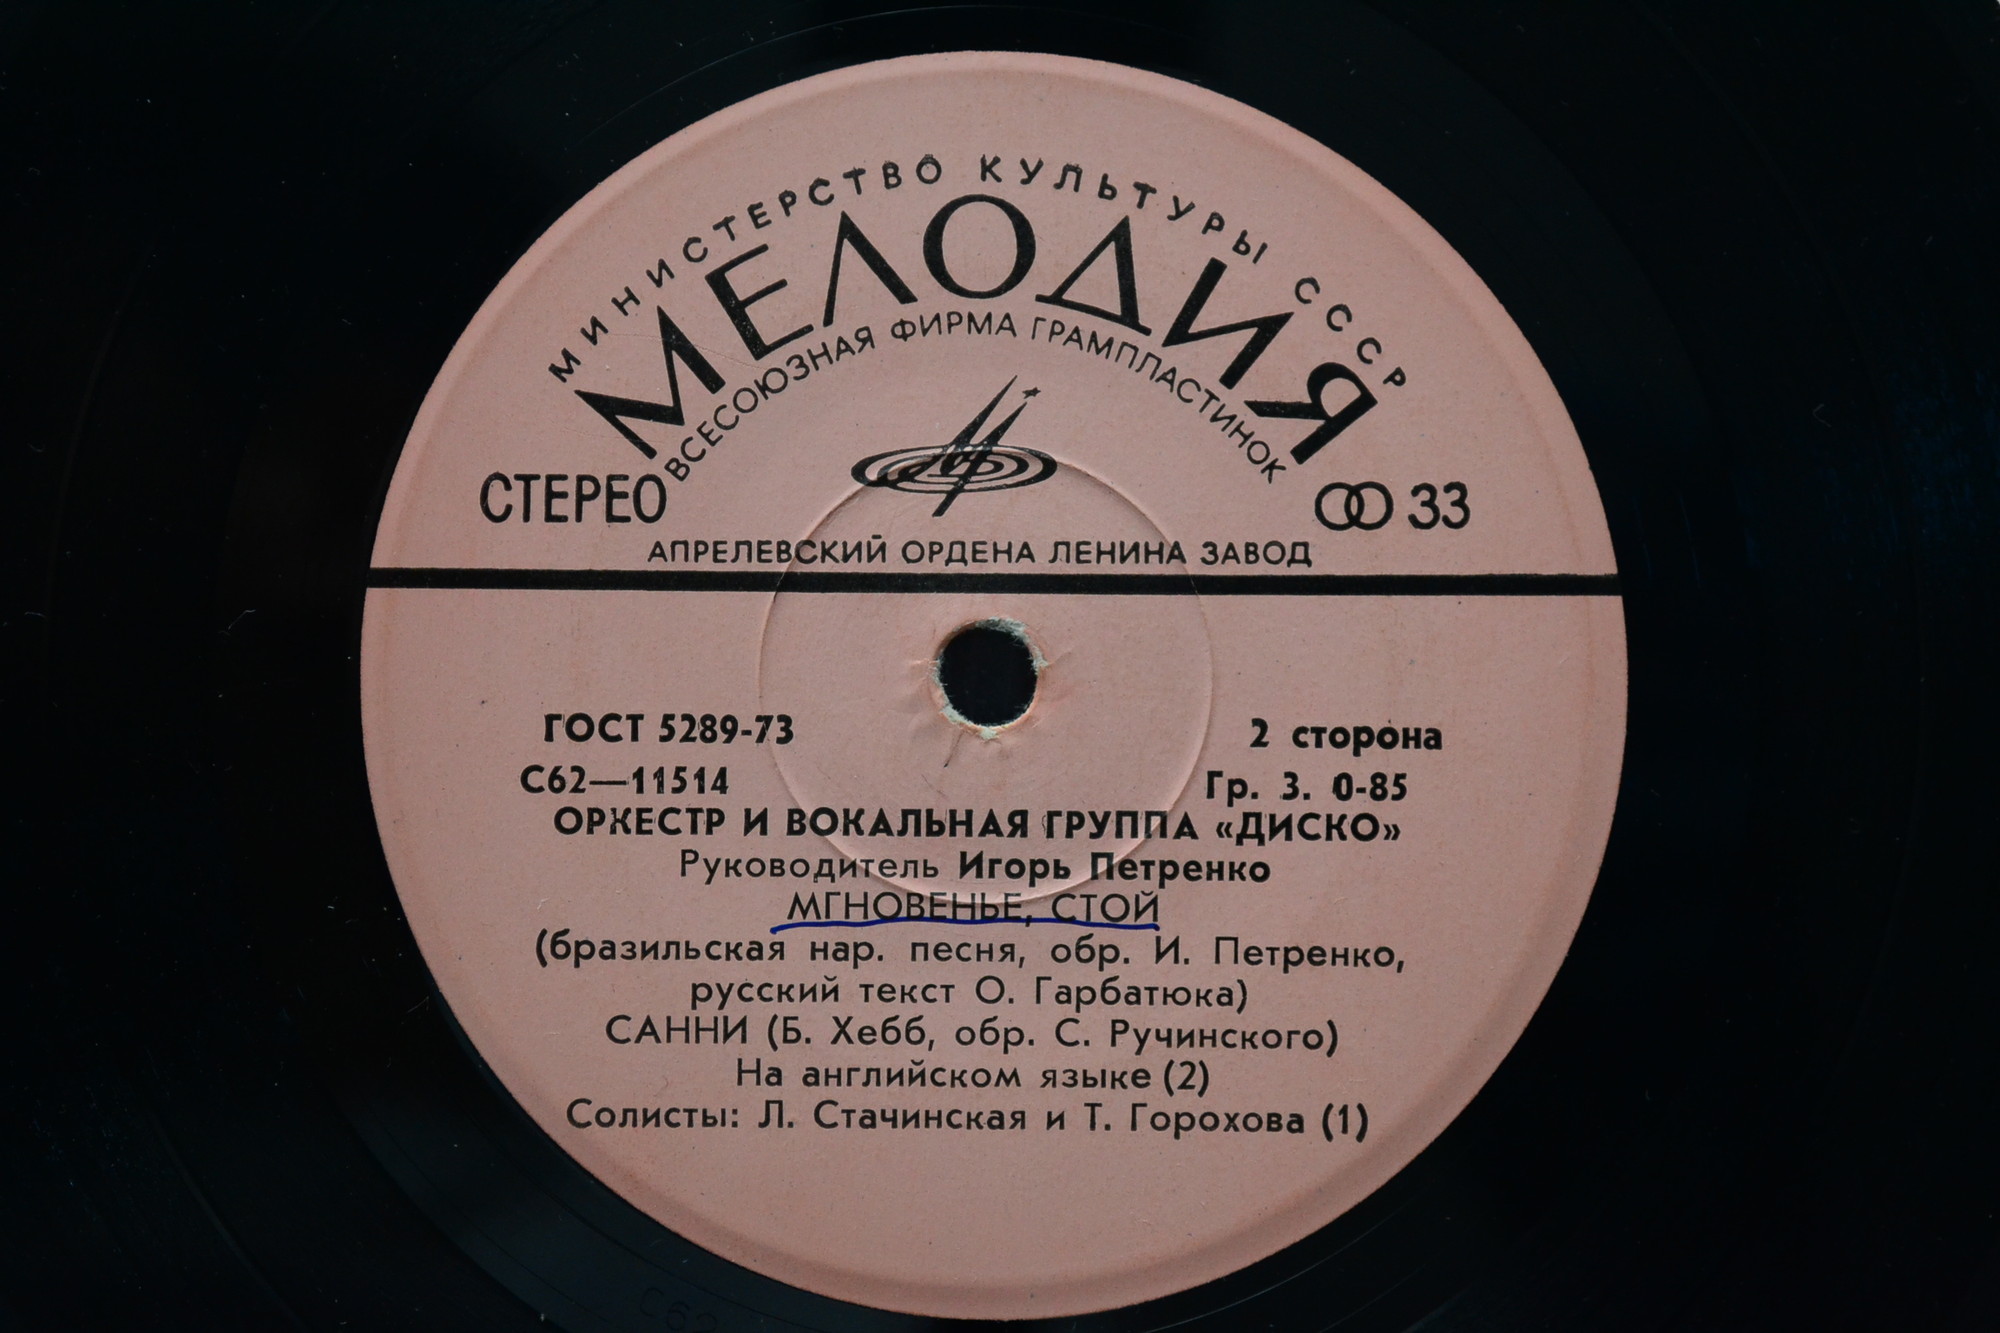 МИНИСТЕРСТВО КУЛЬТУРЫ СССР
МЕЛОДИЯ
ВСЕСОЮЗНАЯ ФИРМА ГРАМПЛАСТИНОК
СТЕРЕО
33
АПРЕЛЕВСКИЙ ОРДЕНА ЛЕНИНА ЗАВОД
ГОСТ 5289-73 2 сторона
С62—11514 Гр. 3. 0-85
ОРКЕСТР И ВОКАЛЬНАЯ ГРУППА «ДИСКО»
Руководитель Игорь Петренко
МГНОВЕНЬЕ, СТОЙ
(бразильская нар. песня, обр. И. Петренко,
русский текст О. Гарбатюка)
САННИ (Б. Хебб, обр. С. Ручинского)
На английском языке (2)
Солисты: Л. Стачинская и Т. Горохова (1)